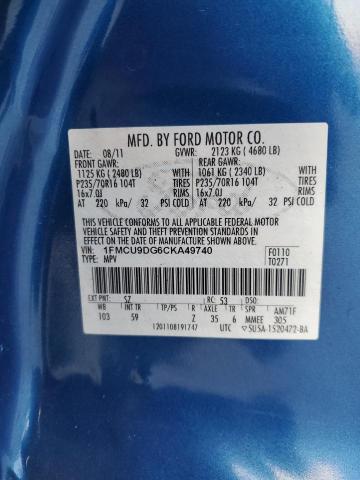 MFD. BY FORD MOTOR CO.
DATE: 08/11 GVWR: 2123 KG (4680 LB)
FRONT GAWR: REAR GAWR:
1125 KG (2480 LB) WITH 1061 KG (2340 LB) WITH
P235/70R16 104T TIRES P235/70R16 104T TIRES
16x7.0J RIMS 16x7.0J RIMS
AT 220 kPa/ 32 PSI COLD AT 220 kPa/ 32 PSI COLD
THIS VEHICLE CONFORMS TO ALL APPLICABLE FEDERAL MOTOR
VEHICLE SAFETY AND THEFT PREVENTION STANDARDS IN
EFFECT ON THE DATE OF MANUFACTURE SHOWN ABOVE.
VIN: 1FMCU9DG6CKA49740 F0110
TYPE: MPV T0271
EXT PNT: SZ RC: 53 DSO:
WB INT TR TP/PS R AXLE TR SPR AM71F
103 59 Z 35 6 MMEE 305
1201108191747 UTC 5U5A-1520472-BA